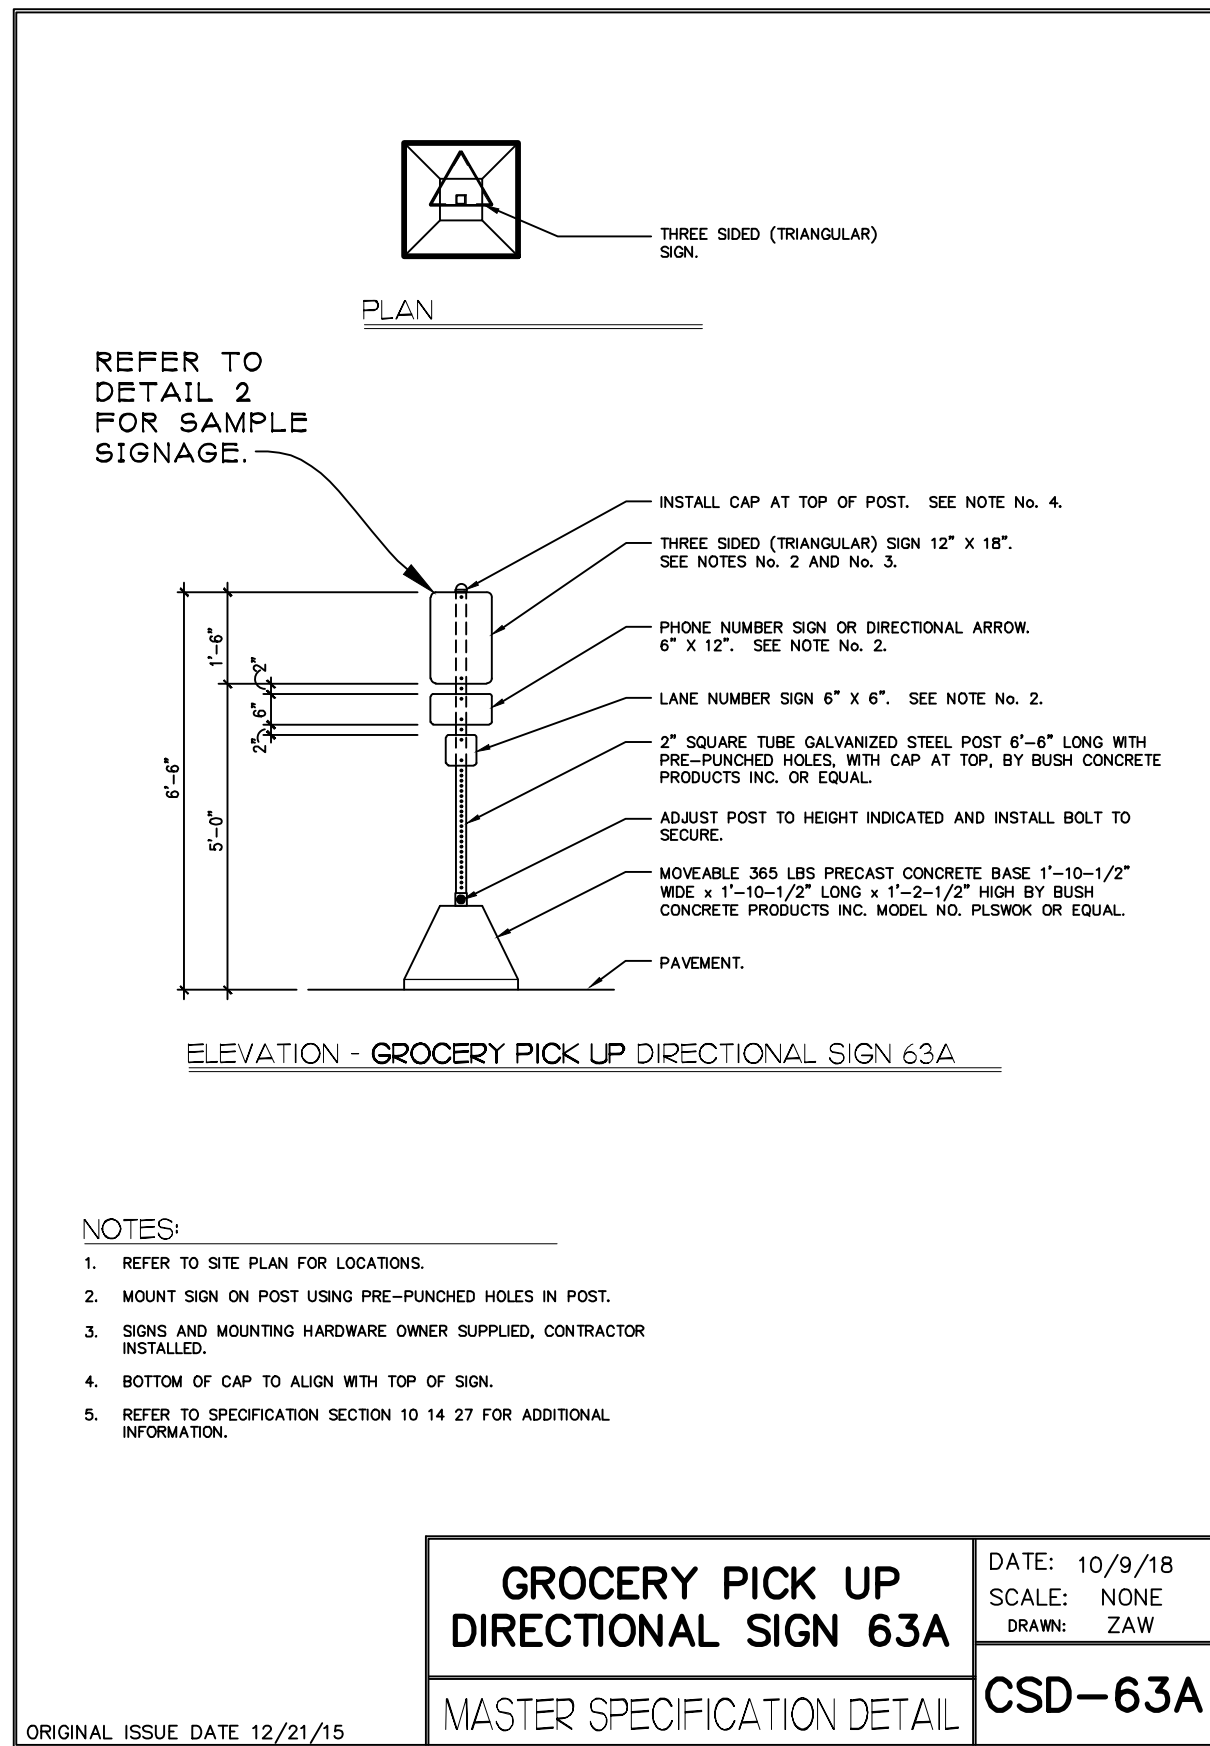 THREE SIDED (TRIANGULAR)
SIGN.
PLAN
REFER TO
DETAIL 2
FOR SAMPLE
SIGNAGE.
INSTALL CAP AT TOP OF POST. SEE NOTE No. 4.
THREE SIDED (TRIANGULAR) SIGN 12" X 18".
SEE NOTES No. 2 AND No. 3.
PHONE NUMBER SIGN OR DIRECTIONAL ARROW.
6" X 12". SEE NOTE No. 2.
LANE NUMBER SIGN 6" X 6". SEE NOTE No. 2.
2" SQUARE TUBE GALVANIZED STEEL POST 6'-6" LONG WITH
PRE-PUNCHED HOLES, WITH CAP AT TOP, BY BUSH CONCRETE
PRODUCTS INC. OR EQUAL.
ADJUST POST TO HEIGHT INDICATED AND INSTALL BOLT TO
SECURE.
MOVEABLE 365 LBS PRECAST CONCRETE BASE 1'-10-1/2"
WIDE x 1'-10-1/2" LONG x 1'-2-1/2" HIGH BY BUSH
CONCRETE PRODUCTS INC. MODEL NO. PLSWOK OR EQUAL.
PAVEMENT.
6'-6"
1'-6"
5'-0"
2"
6"
2"
ELEVATION - GROCERY PICK UP DIRECTIONAL SIGN 63A
NOTES:
1. REFER TO SITE PLAN FOR LOCATIONS.
2. MOUNT SIGN ON POST USING PRE-PUNCHED HOLES IN POST.
3. SIGNS AND MOUNTING HARDWARE OWNER SUPPLIED, CONTRACTOR
INSTALLED.
4. BOTTOM OF CAP TO ALIGN WITH TOP OF SIGN.
5. REFER TO SPECIFICATION SECTION 10 14 27 FOR ADDITIONAL
INFORMATION.
GROCERY PICK UP
DIRECTIONAL SIGN 63A
MASTER SPECIFICATION DETAIL
DATE: 10/9/18
SCALE: NONE
DRAWN: ZAW
CSD-63A
ORIGINAL ISSUE DATE 12/21/15